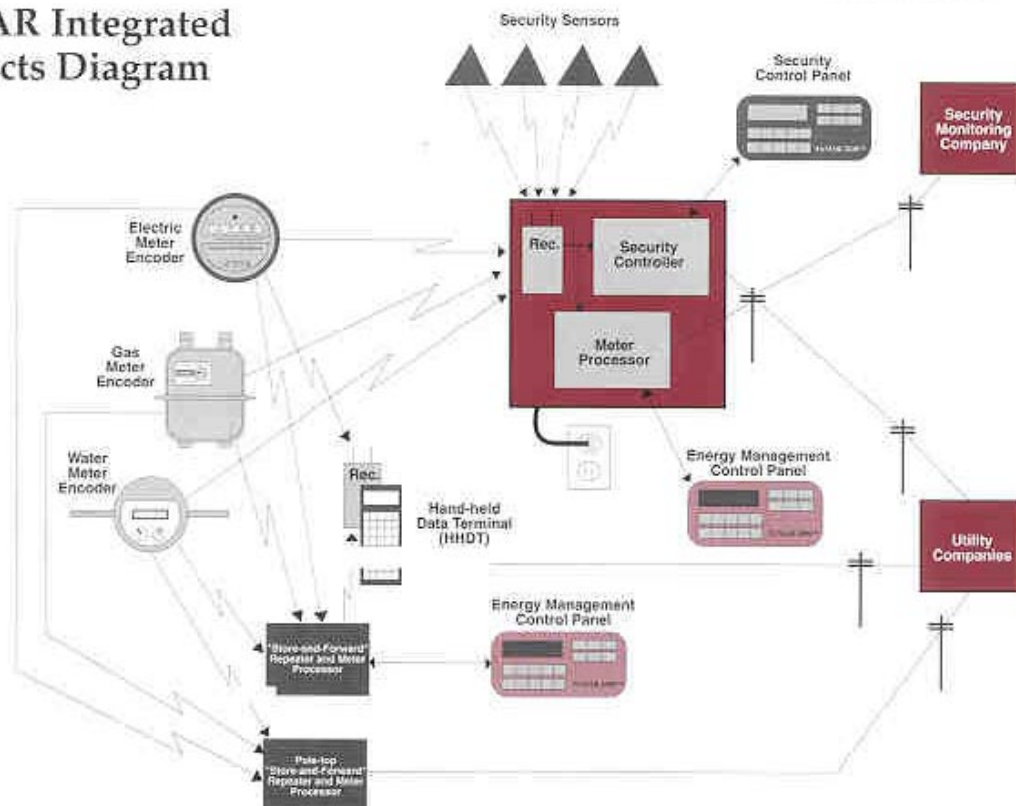 AR Integrated
cts Diagram
Security Sensors
Security
Control Panel
Security
Monitoring
Company
Electric
Meter
Encoder
Rec.
Security
Controller
Meter
Processor
Gas
Meter
Encoder
Water
Meter
Encoder
Rec.
Hand-held
Data Terminal
(HHDT)
Energy Management
Control Panel
Utility
Companies
Energy Management
Control Panel
"Store-and-Forward"
Repeater and Meter
Processor
Pole-top
"Store-and-Forward"
Repeater and Meter
Processor